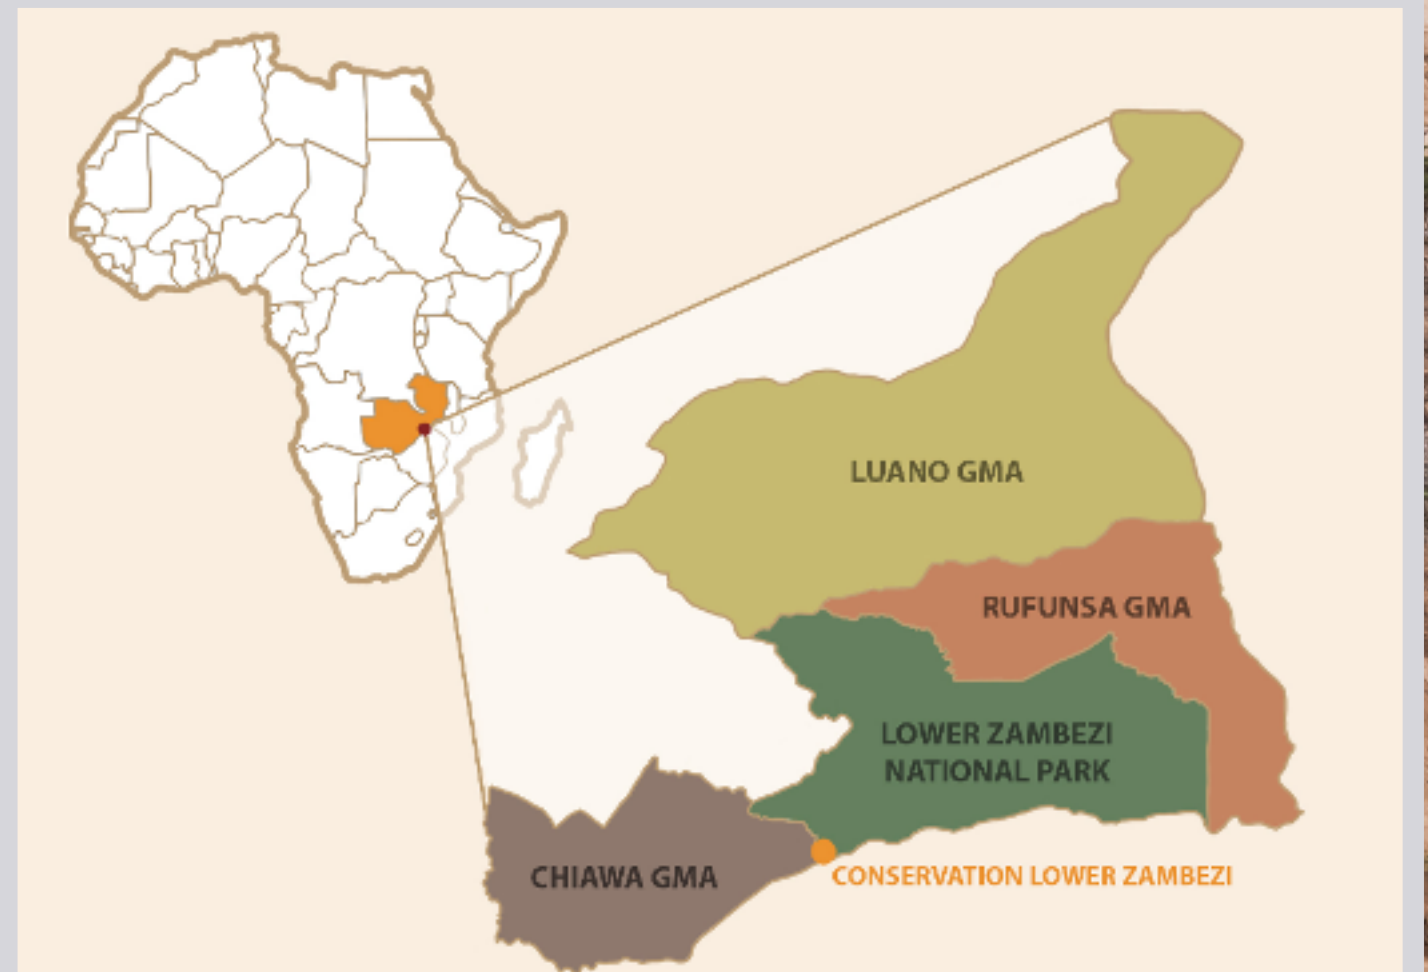 LUANO GMA
RUFUNSA GMA
LOWER ZAMBEZI
NATIONAL PARK
CHIAWA GMA
CONSERVATION LOWER ZAMBEZI